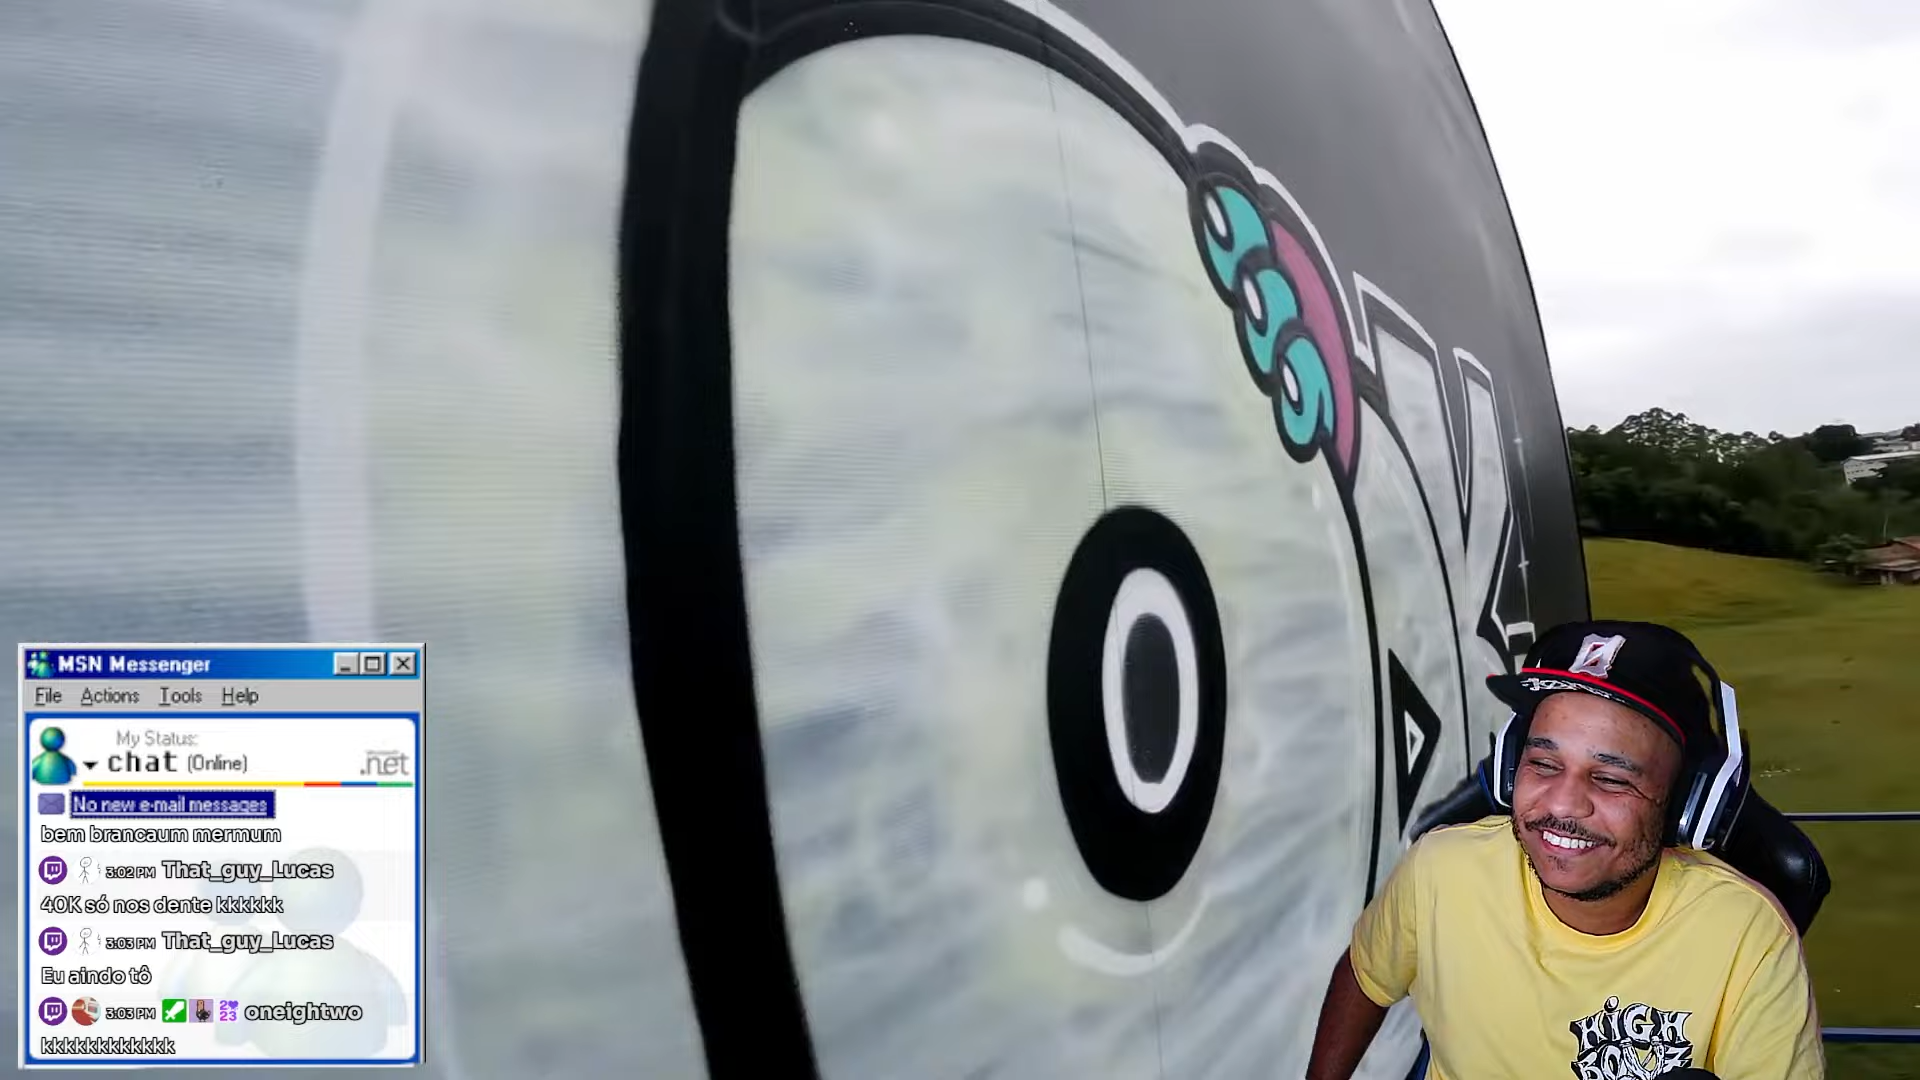 MSN Messenger
File Actions Tools Help
My Status:
chat (Online)
.net
No new e-mail messages
bem brancaum mermum
3:02 PM That_guy_Lucas
40K só nos dente kkkkkk
3:03 PM That_guy_Lucas
Eu aindo tô
3:03 PM 2 23 oneightwo
kkkkkkkkkkkk
HIGH